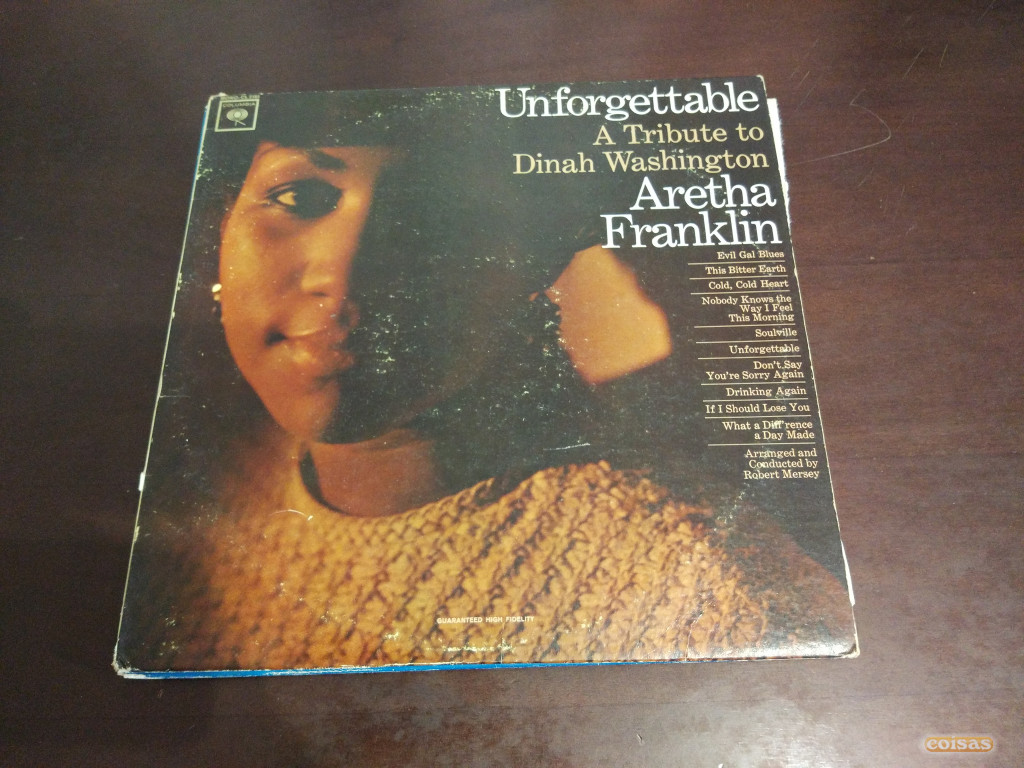 COLUMBIA
Unforgettable
A Tribute to
Dinah Washington
Aretha
Franklin
Evil Gal Blues
This Bitter Earth
Cold, Cold Heart
Nobody Knows the
Way I Feel
This Morning
Soulville
Unforgettable
Don't Say
You're Sorry Again
Drinking Again
If I Should Lose You
What a Diff'rence
a Day Made
Arranged and
Conducted by
Robert Mersey
GUARANTEED HIGH FIDELITY
coisas